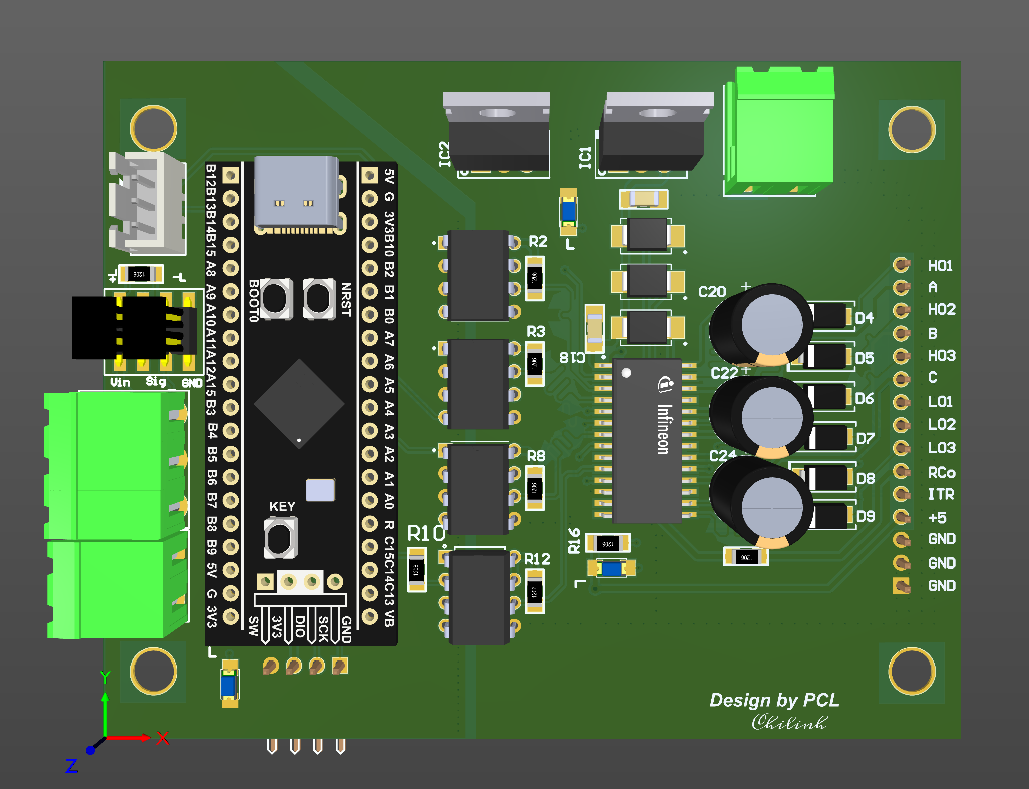 IC2
IC1
B12
B13
B14
B15
A8
A9
A10
A11
A12
A15
B3
B4
B5
B6
B7
B8
B9
5V
G
3V3
5V
G
3V3
B10
B2
B1
B0
A7
A6
A5
A4
A3
A2
A1
A0
R
C15
C14
C13
VB
BOOT0
NRST
KEY
SW
3V3
DIO
SCK
GND
Vin
Sig
GND
R2
R3
R8
R10
R12
R16
L
L
L
C18
Infineon
C20
C22
C24
D4
D5
D6
D7
D8
D9
HO1
A
HO2
B
HO3
C
LO1
LO2
LO3
RCo
ITR
+5
GND
GND
GND
Design by PCL
Chilinh
Y
X
Z